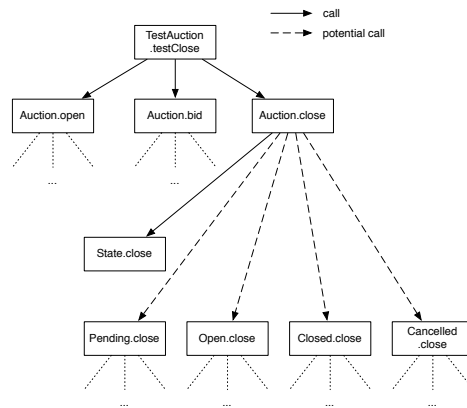 call
potential call
TestAuction
.testClose
Auction.open
Auction.bid
Auction.close
...
...
State.close
Pending.close
Open.close
Closed.close
Cancelled
.close
...
...
...
...